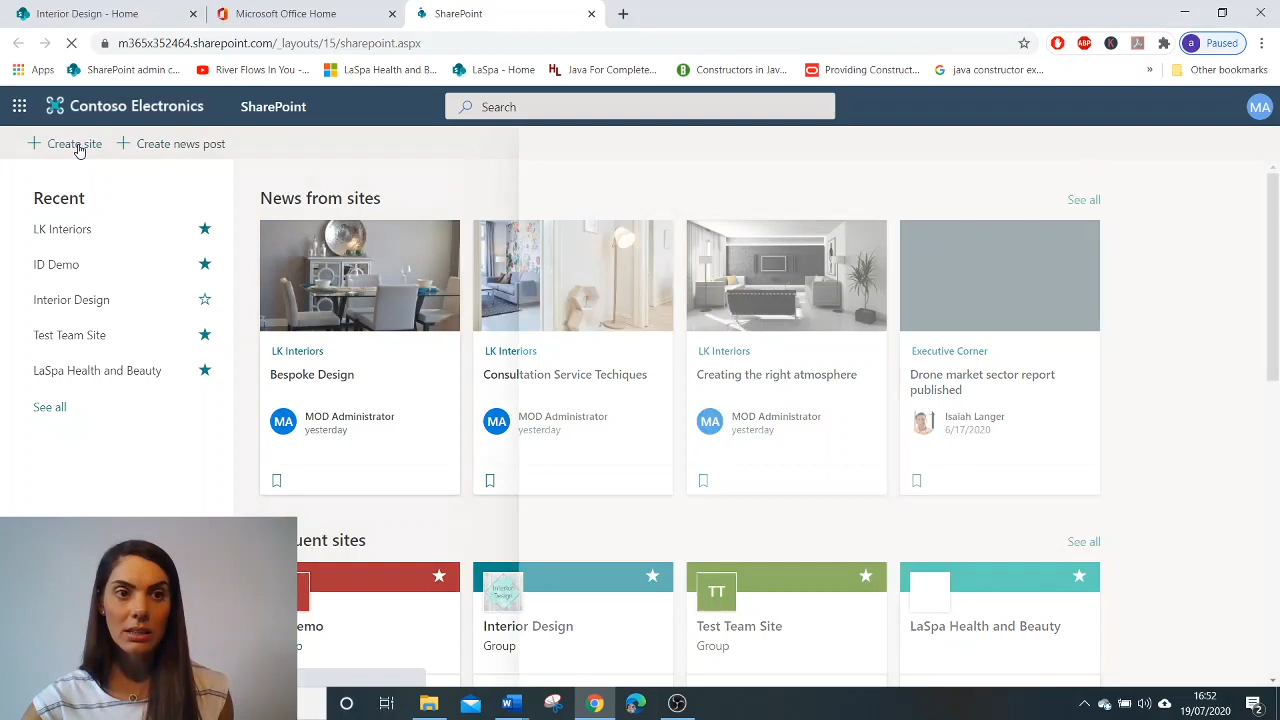 Interior Design - Home
Microsoft Office Home
SharePoint
m365x352464.sharepoint.com/_layouts/15/sharepoint.aspx
ABP
K
a Paused
Apps
SharePoint admin c...
River Flows In You -...
LaSpa Health and B...
LaSpa - Home
HL Java For Complete...
Constructors in Jav...
Providing Construct...
G java constructor ex...
»
Other bookmarks
Contoso Electronics
SharePoint
Search
MA
Create site
Create news post
Recent
LK Interiors
ID Demo
Interior Design
Test Team Site
LaSpa Health and Beauty
See all
News from sites
See all
LK Interiors
Bespoke Design
MA
MOD Administrator
yesterday
LK Interiors
Consultation Service Techiques
MA
MOD Administrator
yesterday
LK Interiors
Creating the right atmosphere
MA
MOD Administrator
yesterday
Executive Corner
Drone market sector report
published
Isaiah Langer
6/17/2020
uent sites
See all
emo
Interior
Design
Interior Design
Group
TT
Test Team Site
Group
LaSpa Health and Beauty
16:52
19/07/2020
2